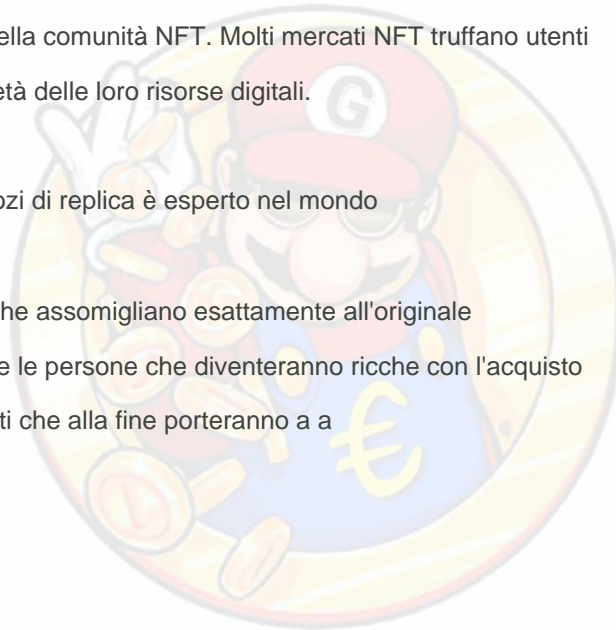 ella comunità NFT. Molti mercati NFT truffano utenti
età delle loro risorse digitali.
ozi di replica è esperto nel mondo
he assomigliano esattamente all'originale
e le persone che diventeranno ricche con l'acquisto
ti che alla fine porteranno a a
G
€